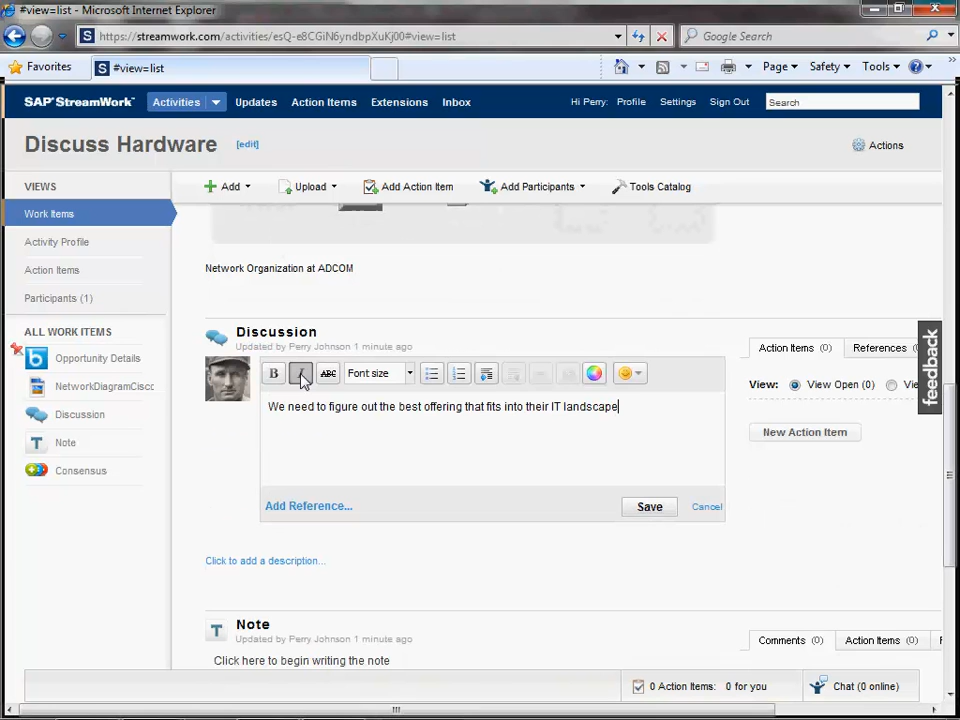 #view=list - Microsoft Internet Explorer
https://streamwork.com/activities/esQ-e8CGiN6yndbpXuKj00#view=list
Google Search
Favorites
#view=list
Page
Safety
Tools
SAP StreamWork
Activities
Updates
Action Items
Extensions
Inbox
Hi Perry:
Profile
Settings
Sign Out
Search
Discuss Hardware
[edit]
Actions
VIEWS
Add
Upload
Add Action Item
Add Participants
Tools Catalog
Work Items
Activity Profile
Action Items
Participants (1)
ALL WORK ITEMS
Opportunity Details
NetworkDiagramCisco
Discussion
Note
Consensus
Network Organization at ADCOM
Discussion
Updated by Perry Johnson 1 minute ago
B I ABC Font size
We need to figure out the best offering that fits into their IT landscape
Add Reference...
Save
Cancel
Action Items (0)
References
View:
View Open (0)
Vie
New Action Item
feedback
Click to add a description...
Note
Updated by Perry Johnson 1 minute ago
Click here to begin writing the note
Comments (0)
Action Items (0)
0 Action Items: 0 for you
Chat (0 online)